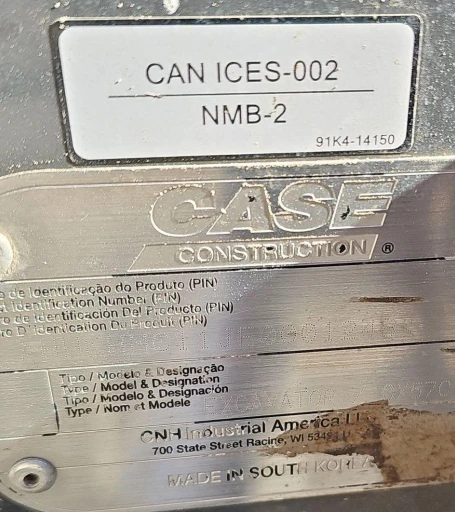 CAN ICES-002
NMB-2
91K4-14150
CASE
CONSTRUCTION ®
de Identificação do Produto (PIN)
Identification Number (PIN)
de Identificación Del Producto (PIN)
D'Identification Du Produit (PIN)
Tipo / Modelo & Designação
Type / Model & Designation
Tipo / Modelo & Designación
Type / Nom et Modele
EXCAVATOR
CNH Industrial America
700 State Street Racine, WI
MADE IN SOUTH KOREA